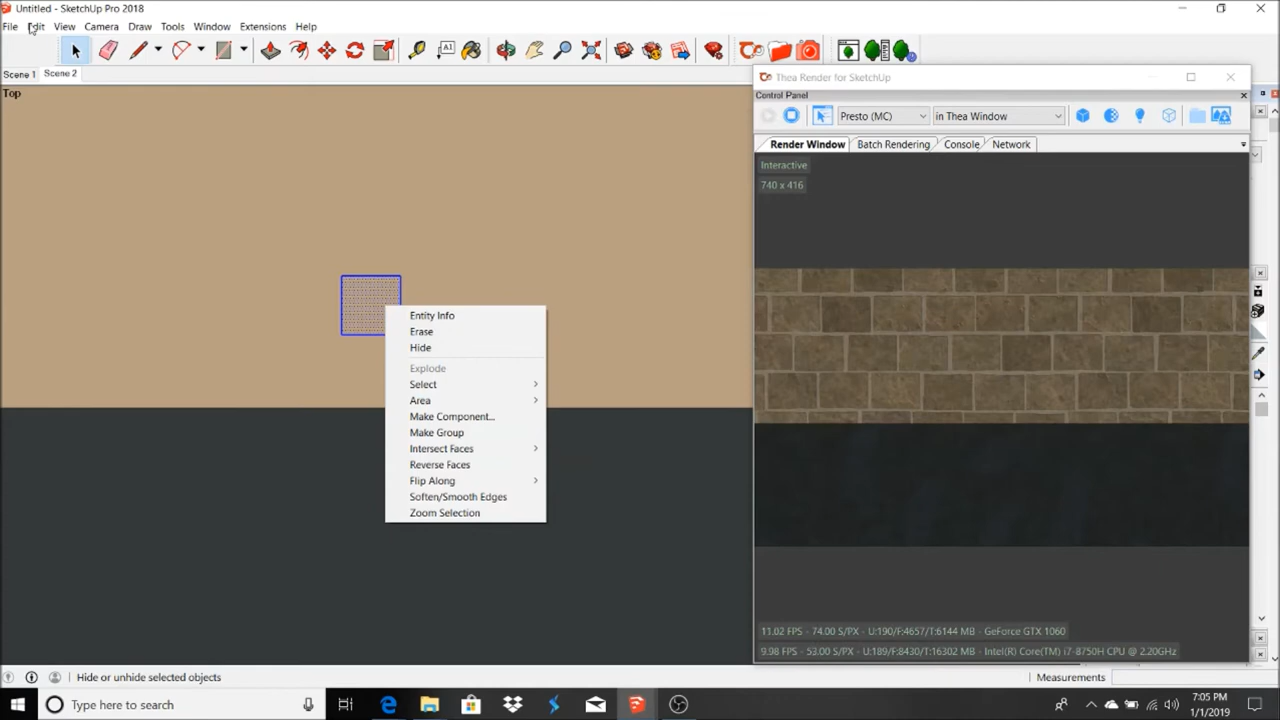 Untitled - SketchUp Pro 2018
File Edit View Camera Draw Tools Window Extensions Help
Scene 1 Scene 2
Top
Entity Info
Erase
Hide
Explode
Select
Area
Make Component...
Make Group
Intersect Faces
Reverse Faces
Flip Along
Soften/Smooth Edges
Zoom Selection
Thea Render for SketchUp
Control Panel
Presto (MC) in Thea Window
Render Window Batch Rendering Console Network
Interactive
740 x 416
11.02 FPS - 74.00 S/PX - U:190/F:4657/T:6144 MB - GeForce GTX 1060
9.98 FPS - 53.00 S/PX - U:189/F:8430/T:16302 MB - Intel(R) Core(TM) i7-8750H CPU @ 2.20GHz
Hide or unhide selected objects
Measurements
Type here to search
7:05 PM
1/1/2019